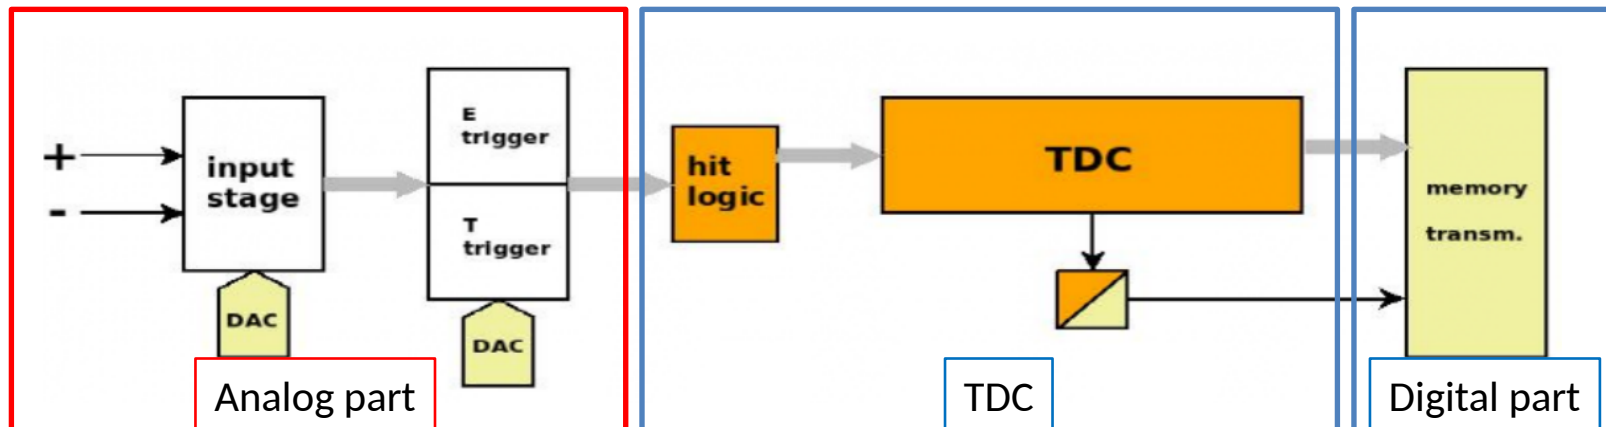 +
-
input
stage
DAC
E
trigger
T
trigger
DAC
Analog part
hit
logic
TDC
TDC
memory
transm.
Digital part